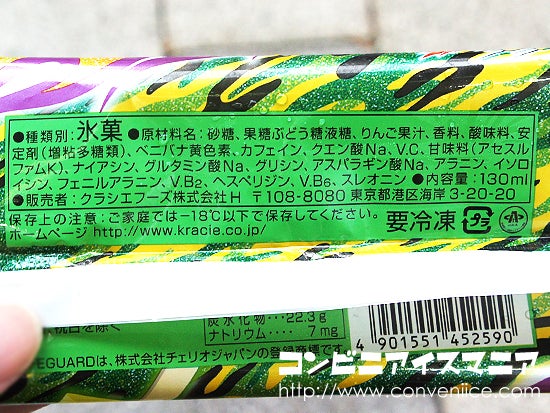 ●種類別:氷菓 ●原材料名: 砂糖、果糖ぶどう糖液糖、りんご果汁、香料、酸味料、安
定剤(増粘多糖類)、ベニバナ黄色素、カフェイン、クエン酸Na、V.C、甘味料(アセスル
ファムK)、ナイアシン、グルタミン酸Na、グリシン、アスパラギン酸Na、アラニン、イソロイ
シン、フェニルアラニン、V.B2、ヘスペリジン、V.B6、スレオニン ●内容量:130ml
●販売者:クラシエフーズ株式会社H 〒108-8080 東京都港区海岸3-20-20
保存上の注意:ご家庭では-18℃以下で保存してください。 要冷凍 プラ
ホームページ http://www.kracie.co.jp/
祝日を除く
炭水化物……22.3g
ナトリウム…… 7mg
4 901551 452590
EGUARDは、株式会社チェリオジャパンの登録商標です。
コンビニアイスマニア
http://www.conveniice.com/